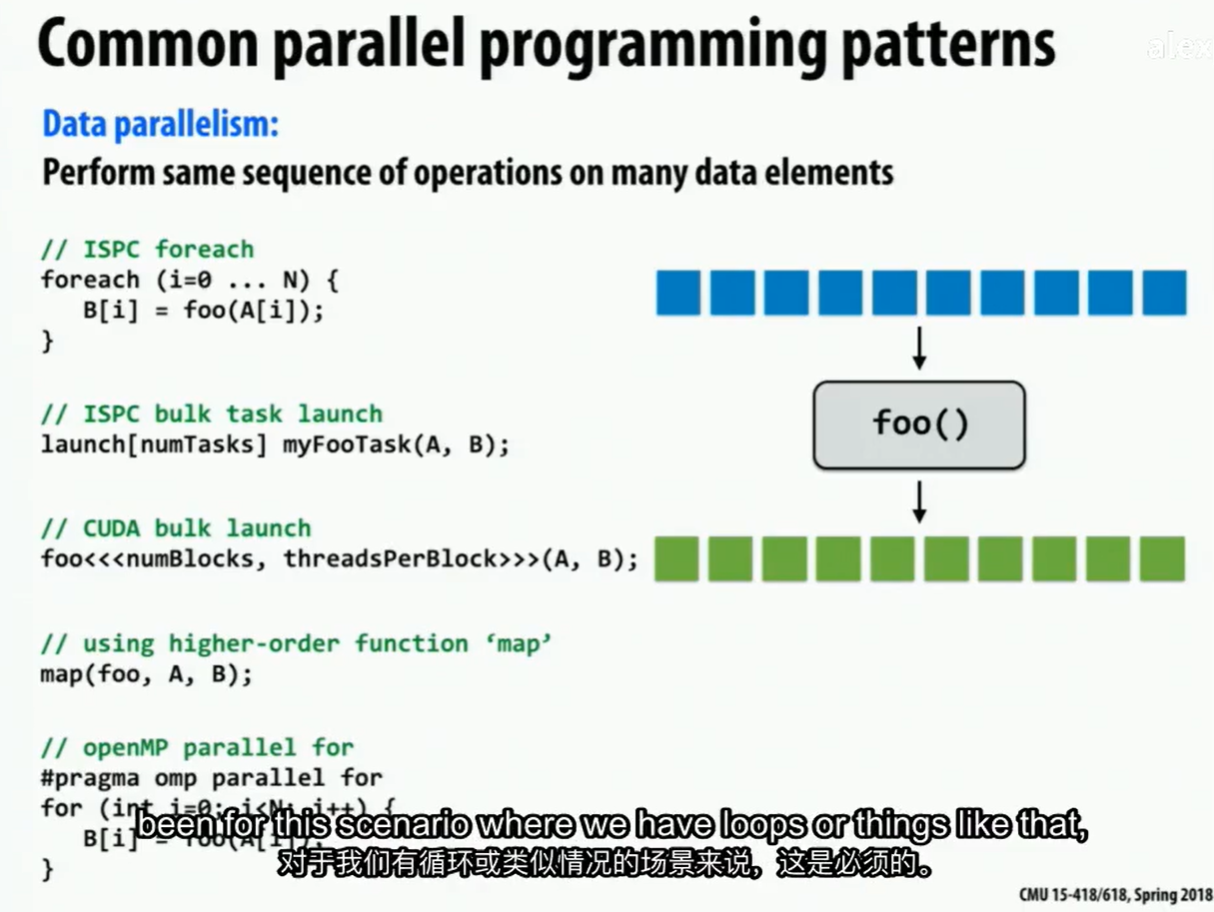 Common parallel programming patterns
alex
Data parallelism:
Perform same sequence of operations on many data elements
// ISPC foreach
foreach (i=0 ... N) {
   B[i] = foo(A[i]);
}
// ISPC bulk task launch
launch[numTasks] myFooTask(A, B);
// CUDA bulk launch
foo<<<numBlocks, threadsPerBlock>>>(A, B);
// using higher-order function ‘map’
map(foo, A, B);
// openMP parallel for
#pragma omp parallel for
for (int i=0; i<N; i++) {
   B[i] = foo(A[i]);
}
foo()
been for this scenario where we have loops or things like that,
对于我们有循环或类似情况的场景来说，这是必须的。
CMU 15-418/618, Spring 2018